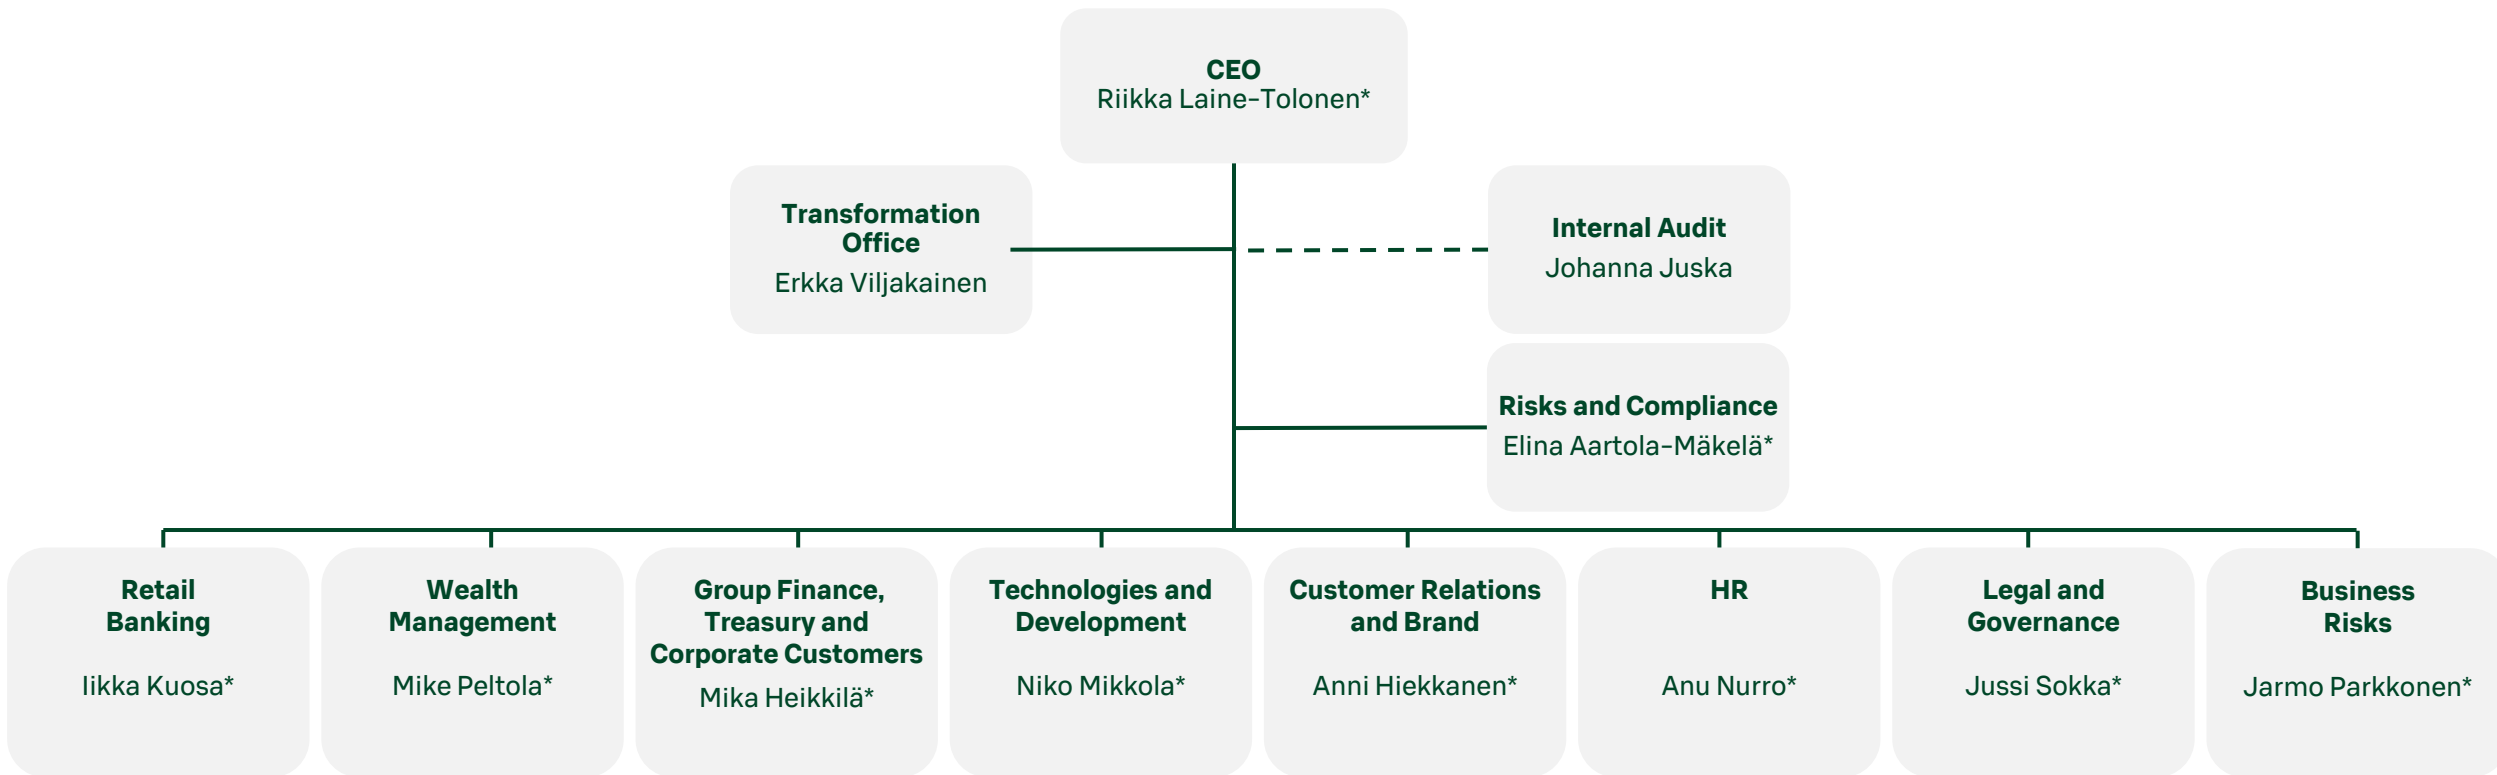 CEO
Riikka Laine-Tolonen*
Transformation
Office
Erkka Viljakainen
Internal Audit
Johanna Juska
Risks and Compliance
Elina Aartola-Mäkelä*
Retail
Banking
Iikka Kuosa*
Wealth
Management
Mike Peltola*
Group Finance,
Treasury and
Corporate Customers
Mika Heikkilä*
Technologies and
Development
Niko Mikkola*
Customer Relations
and Brand
Anni Hiekkanen*
HR
Anu Nurro*
Legal and
Governance
Jussi Sokka*
Business
Risks
Jarmo Parkkonen*